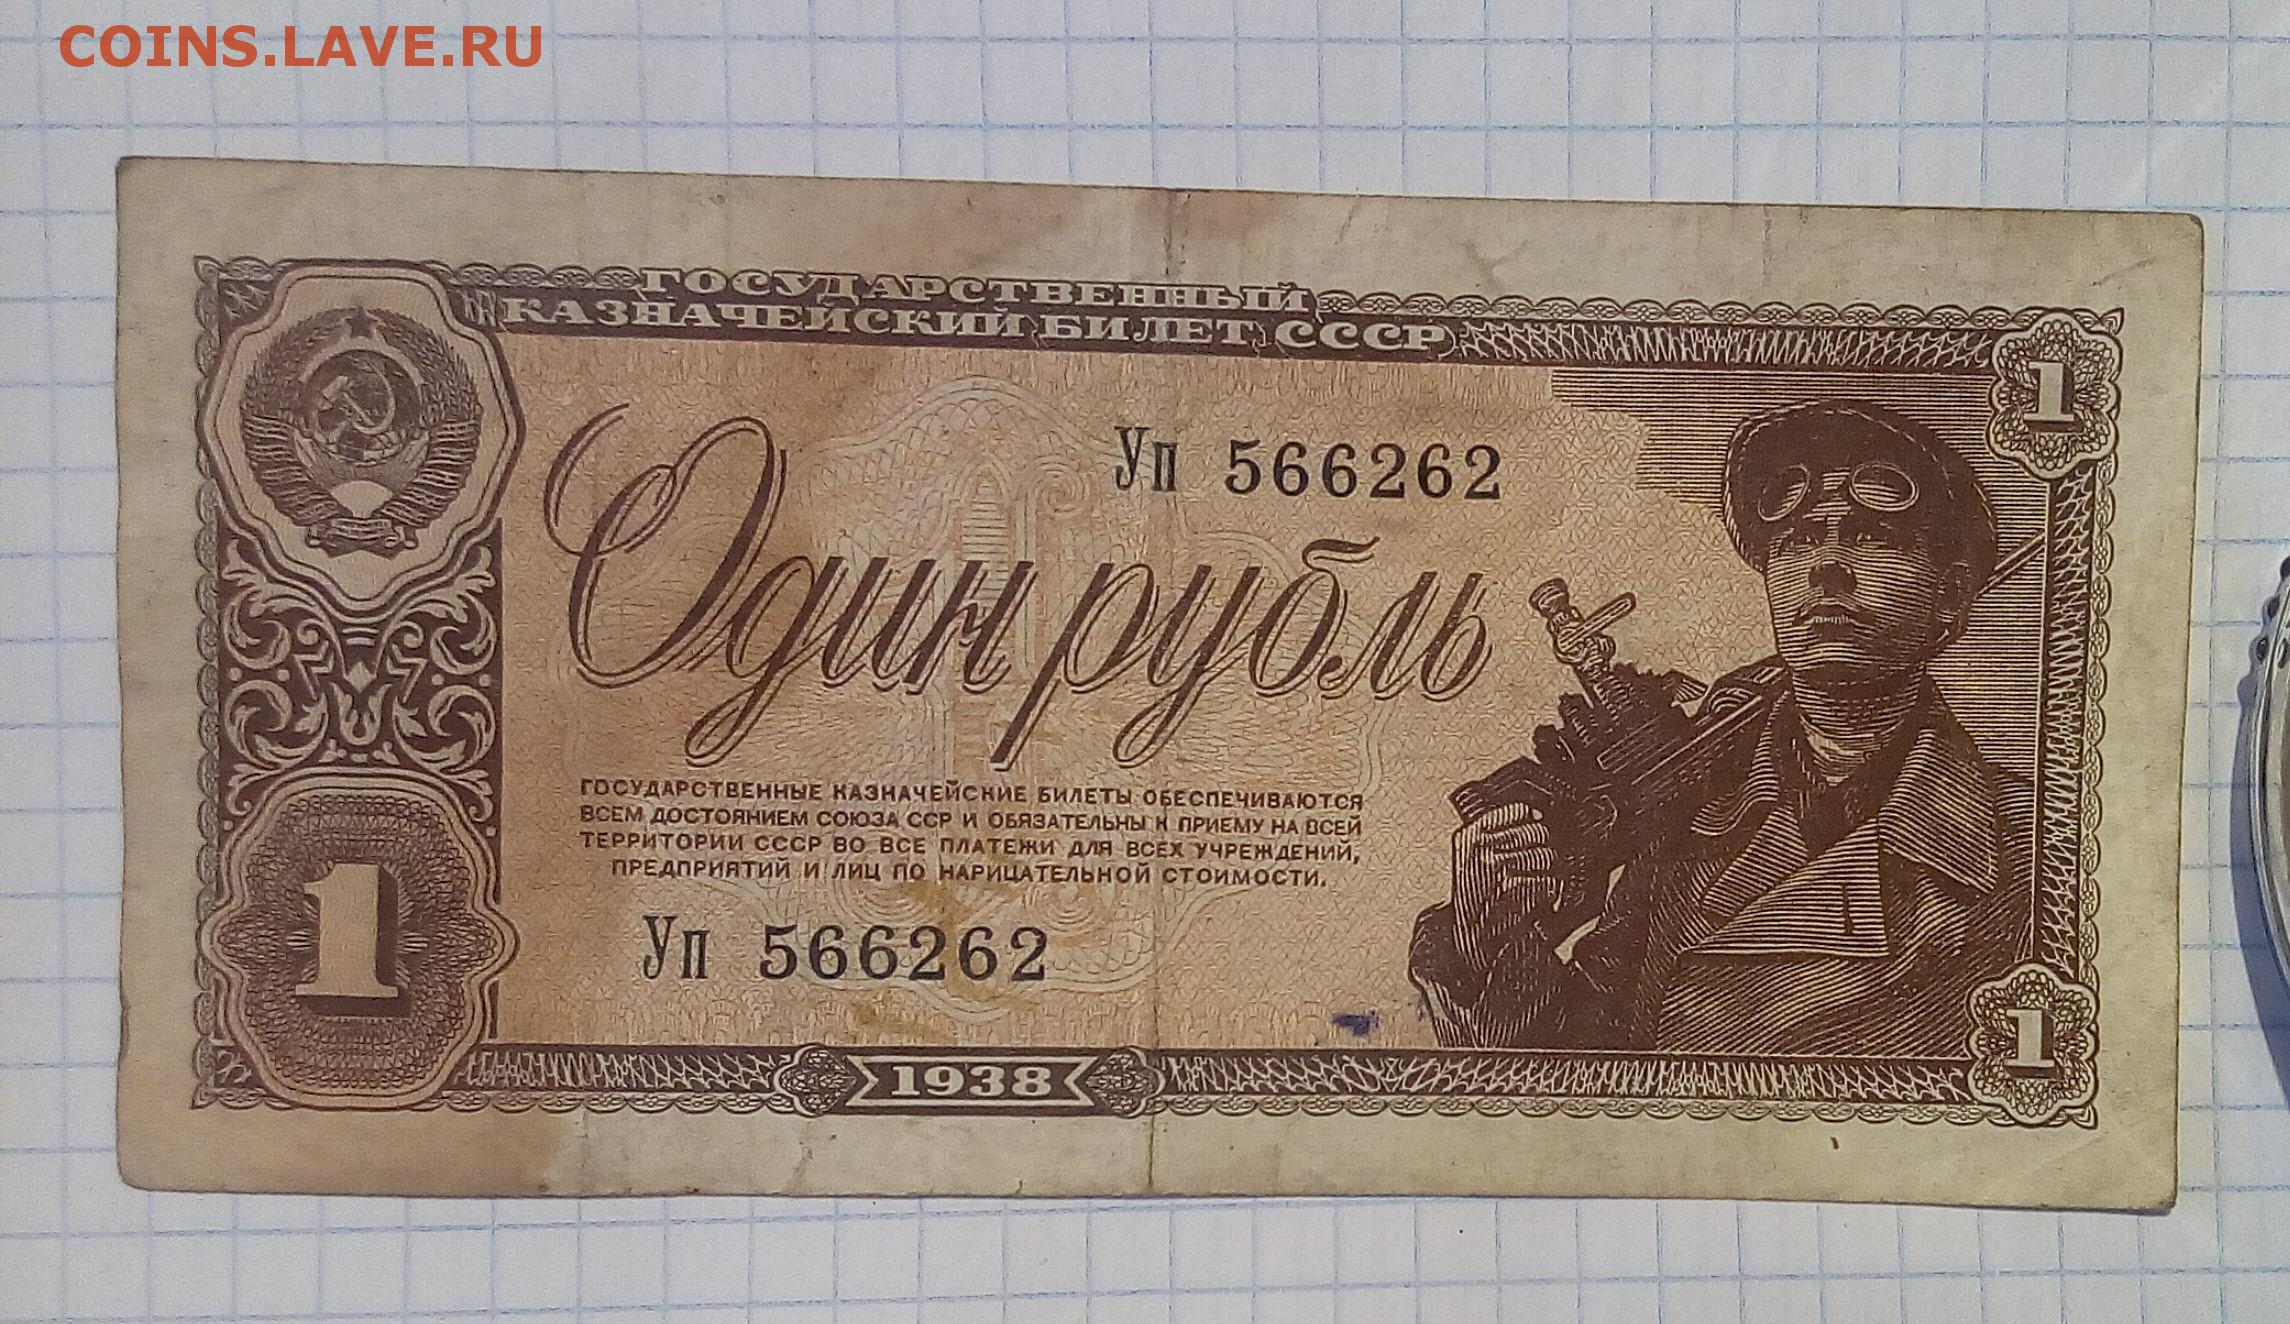 COINS.LAVE.RU
ГОСУДАРСТВЕННЫЙ
КАЗНАЧЕЙСКИЙ БИЛЕТ СССР
1
Уп 566262
Один рубль
ГОСУДАРСТВЕННЫЕ КАЗНАЧЕЙСКИЕ БИЛЕТЫ ОБЕСПЕЧИВАЮТСЯ
ВСЕМ ДОСТОЯНИЕМ СОЮЗА ССР И ОБЯЗАТЕЛЬНЫ К ПРИЕМУ НА ВСЕЙ
ТЕРРИТОРИИ СССР ВО ВСЕ ПЛАТЕЖИ ДЛЯ ВСЕХ УЧРЕЖДЕНИЙ,
ПРЕДПРИЯТИЙ И ЛИЦ ПО НАРИЦАТЕЛЬНОЙ СТОИМОСТИ.
1
Уп 566262
1
1938